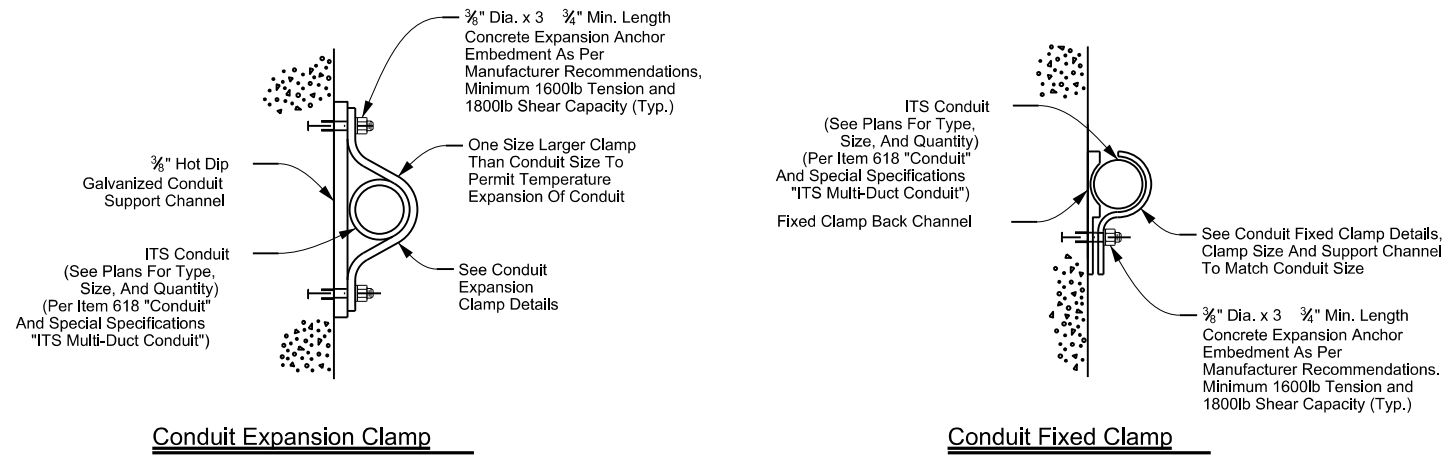 ⅜" Dia. x 3 ¾" Min. Length
Concrete Expansion Anchor
Embedment As Per
Manufacturer Recommendations,
Minimum 1600lb Tension and
1800lb Shear Capacity (Typ.)
One Size Larger Clamp
Than Conduit Size To
Permit Temperature
Expansion Of Conduit
⅜" Hot Dip
Galvanized Conduit
Support Channel
ITS Conduit
(See Plans For Type,
Size, And Quantity)
(Per Item 618 "Conduit"
And Special Specifications
"ITS Multi-Duct Conduit")
See Conduit
Expansion
Clamp Details
Conduit Expansion Clamp
ITS Conduit
(See Plans For Type,
Size, And Quantity)
(Per Item 618 "Conduit"
And Special Specifications
"ITS Multi-Duct Conduit")
Fixed Clamp Back Channel
See Conduit Fixed Clamp Details,
Clamp Size And Support Channel
To Match Conduit Size
⅜" Dia. x 3 ¾" Min. Length
Concrete Expansion Anchor
Embedment As Per
Manufacturer Recommendations.
Minimum 1600lb Tension and
1800lb Shear Capacity (Typ.)
Conduit Fixed Clamp